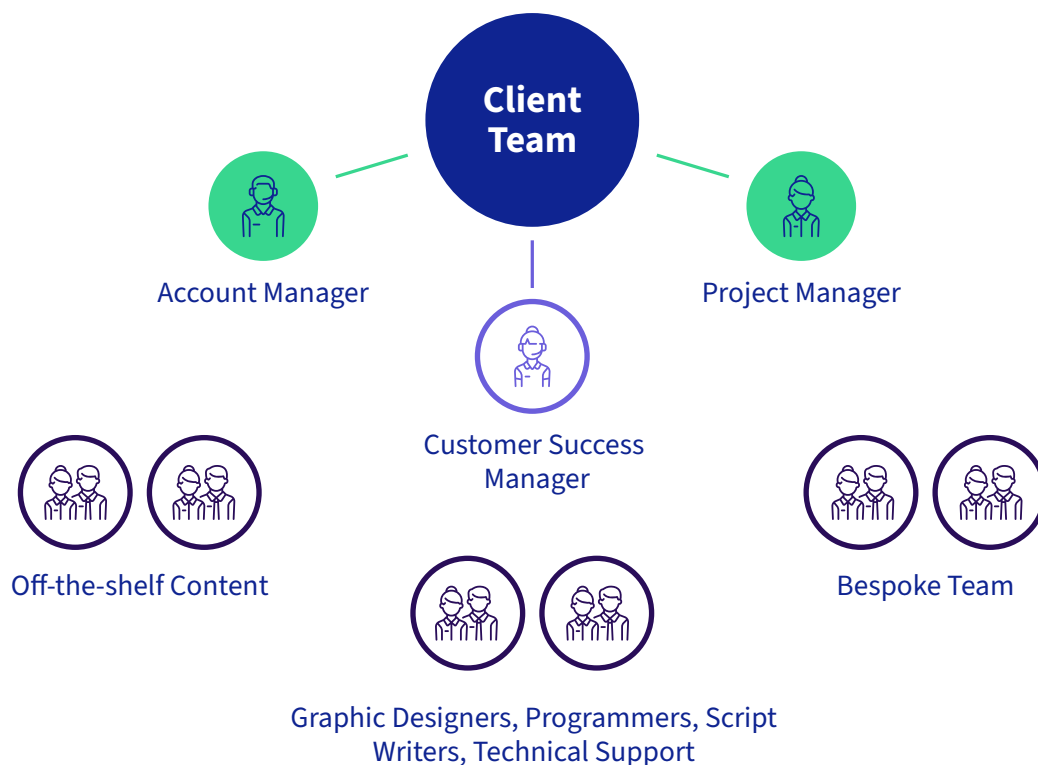 Client
Team
Account Manager
Project Manager
Customer Success
Manager
Off-the-shelf Content
Bespoke Team
Graphic Designers, Programmers, Script
Writers, Technical Support